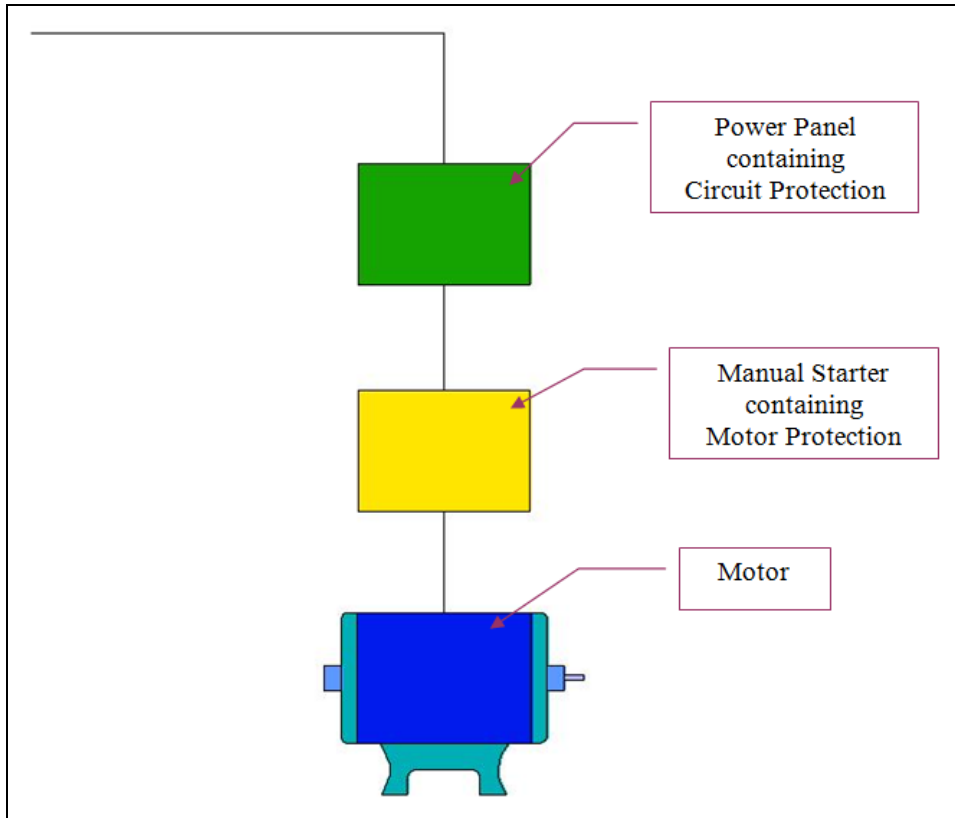 Power Panel
containing
Circuit Protection
Manual Starter
containing
Motor Protection
Motor